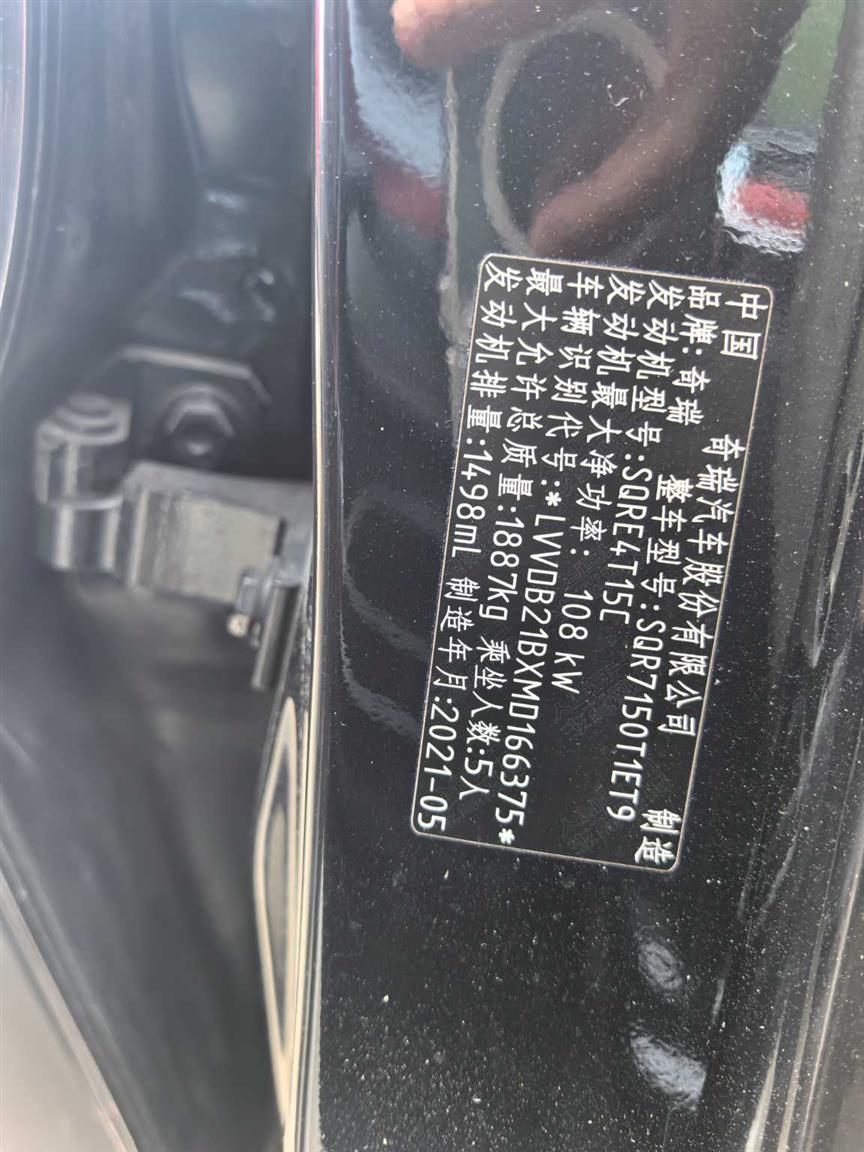 中国 奇瑞汽车股份有限公司 制造
品牌:奇瑞 整车型号:SQR7150T1ET9
发动机型号:SQRE4T15C
发动机最大净功率: 108 kW
车辆识别代号:*LVVDB21BXMD166375*
最大允许总质量:1887kg 乘坐人数:5人
发动机排量:1498mL 制造年月:2021-05